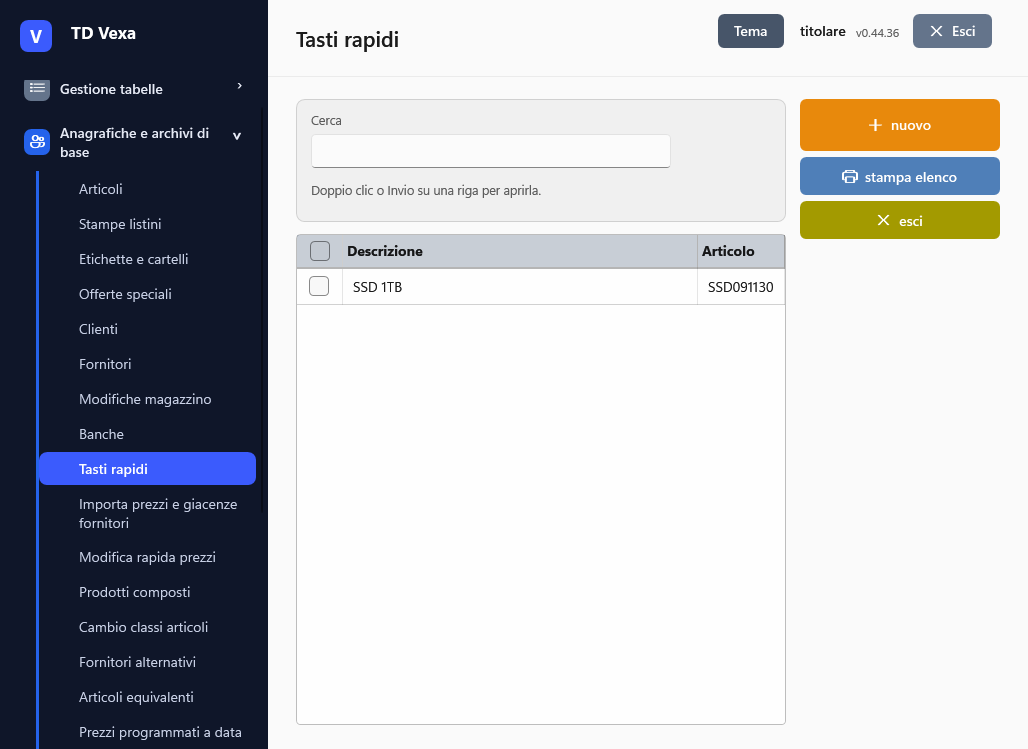 V
TD Vexa
Gestione tabelle
Anagrafiche e archivi di
base
Articoli
Stampe listini
Etichette e cartelli
Offerte speciali
Clienti
Fornitori
Modifiche magazzino
Banche
Tasti rapidi
Importa prezzi e giacenze
fornitori
Modifica rapida prezzi
Prodotti composti
Cambio classi articoli
Fornitori alternativi
Articoli equivalenti
Prezzi programmati a data
Tasti rapidi
Tema
titolare v0.44.36
Esci
Cerca
Doppio clic o Invio su una riga per aprirla.
Descrizione Articolo
SSD 1TB SSD091130
nuovo
stampa elenco
esci